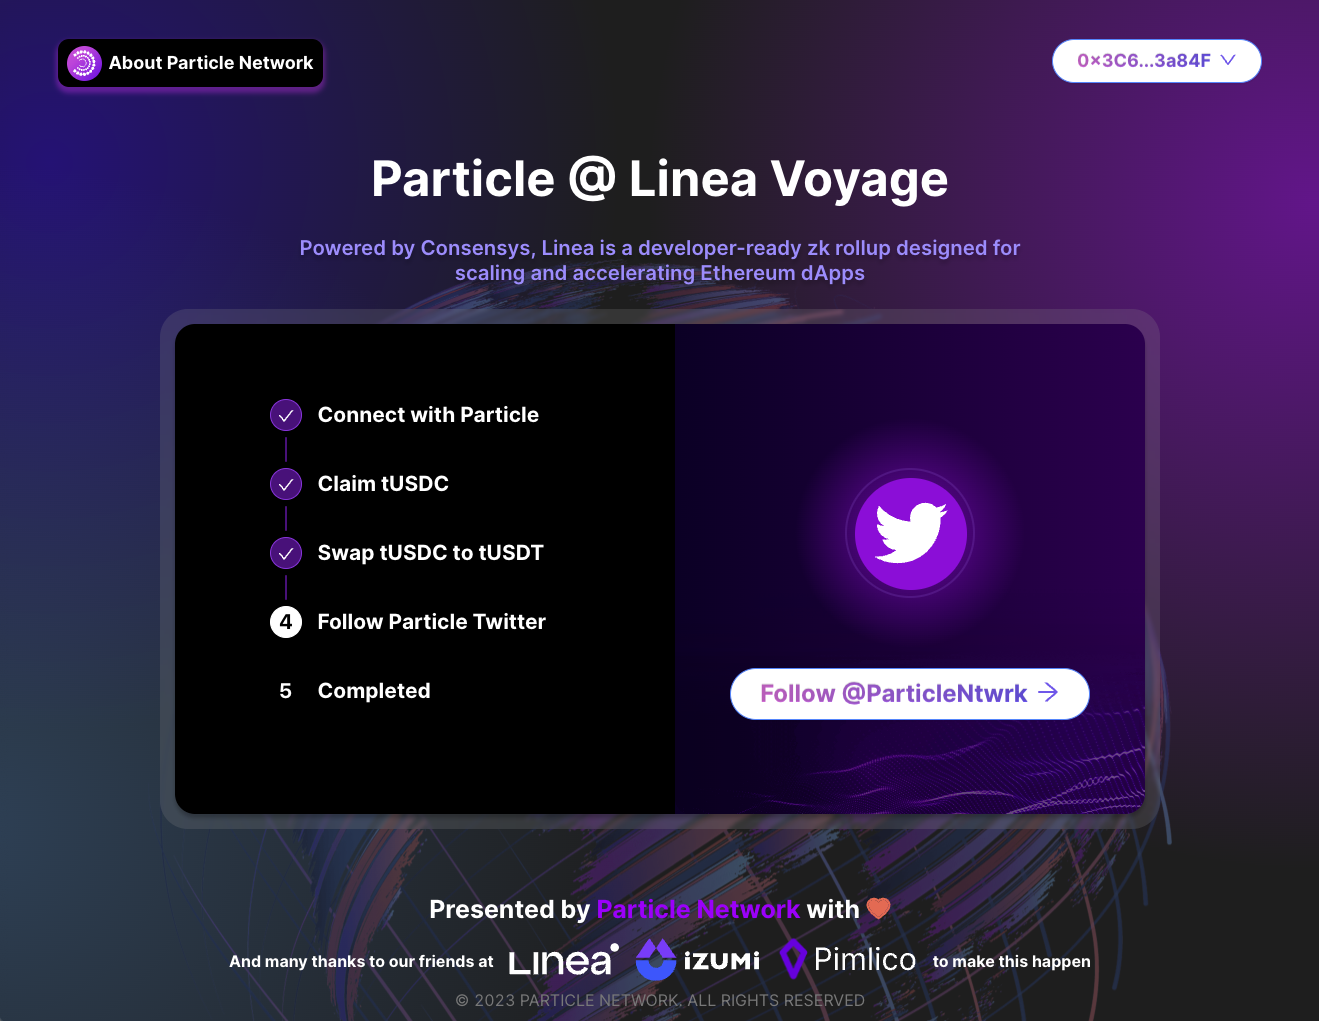 About Particle Network
0x3C6...3a84F
Particle @ Linea Voyage
Powered by Consensys, Linea is a developer-ready zk rollup designed for
scaling and accelerating Ethereum dApps
Connect with Particle
Claim tUSDC
Swap tUSDC to tUSDT
4 Follow Particle Twitter
5 Completed
Follow @ParticleNtwrk
Presented by Particle Network with
And many thanks to our friends at Linea iZUMi Pimlico to make this happen
© 2023 PARTICLE NETWORK. ALL RIGHTS RESERVED